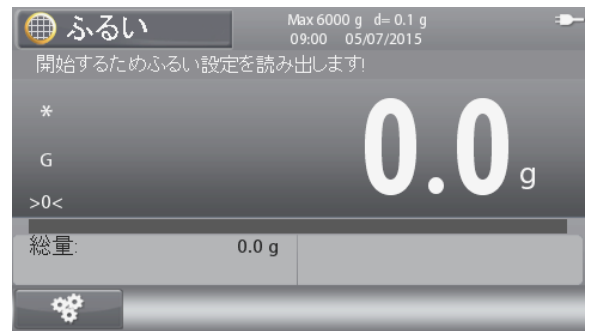 ふるい
Max 6000 g d= 0.1 g
09:00 05/07/2015
開始するためふるい設定を読み出します!
*
G
>0<
0.0 g
総量: 0.0 g